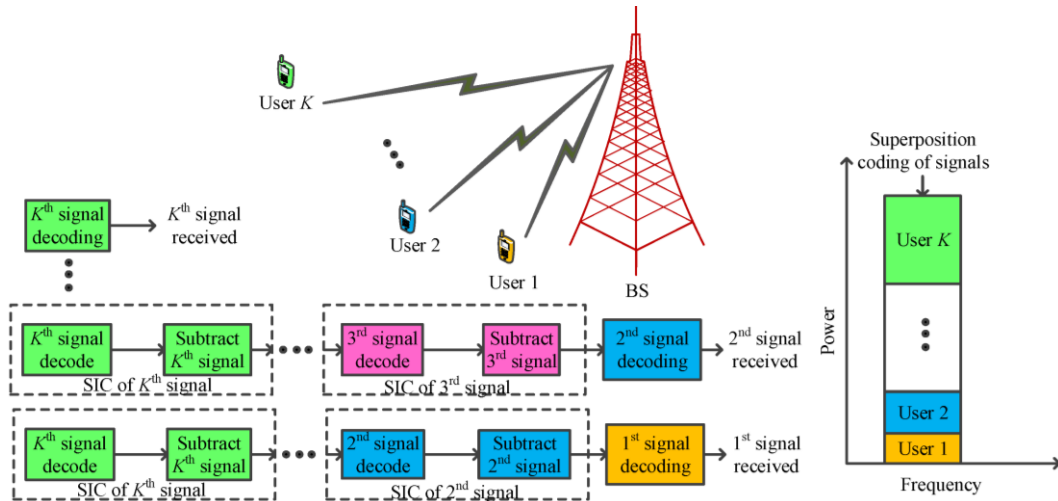 User K
User 2
User 1
BS
Superposition
coding of signals
Power
User K
User 2
User 1
Frequency
Kth signal
decoding
Kth signal
received
Kth signal
decode
Subtract
Kth signal
SIC of Kth signal
3rd signal
decode
Subtract
3rd signal
SIC of 3rd signal
2nd signal
decoding
2nd signal
received
Kth signal
decode
Subtract
Kth signal
SIC of Kth signal
2nd signal
decode
Subtract
2nd signal
SIC of 2nd signal
1st signal
decoding
1st signal
received